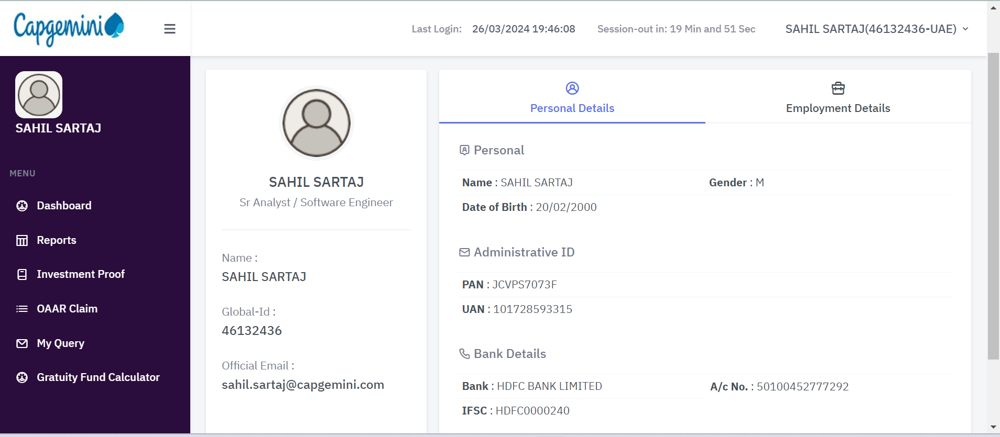 Capgemini
Last Login: 26/03/2024 19:46:08 Session-out in: 19 Min and 51 Sec SAHIL SARTAJ(46132436-UAE)
SAHIL SARTAJ
MENU
Dashboard
Reports
Investment Proof
OAAR Claim
My Query
Gratuity Fund Calculator
SAHIL SARTAJ
Sr Analyst / Software Engineer
Name :
SAHIL SARTAJ
Global-Id :
46132436
Official Email :
sahil.sartaj@capgemini.com
Personal Details Employment Details
Personal
Name : SAHIL SARTAJ Gender : M
Date of Birth : 20/02/2000
Administrative ID
PAN : JCVPS7073F
UAN : 101728593315
Bank Details
Bank : HDFC BANK LIMITED A/c No. : 50100452777292
IFSC : HDFC0000240